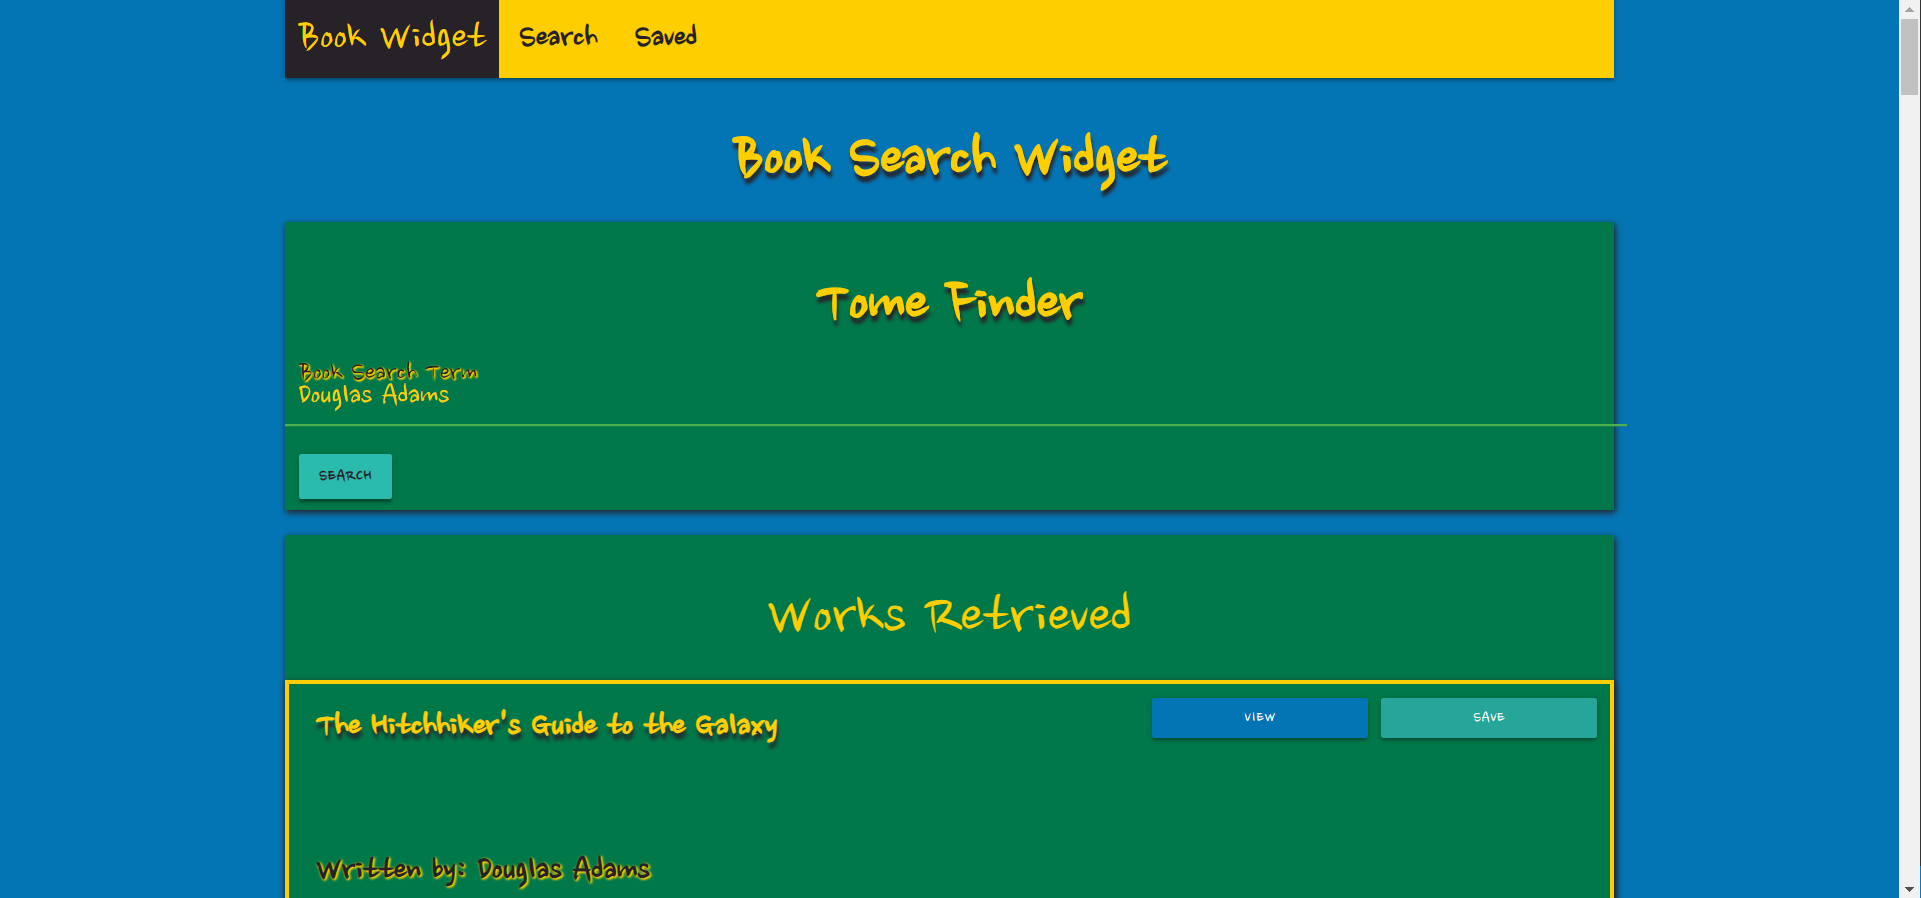 Book Widget Search Saved
Book Search Widget
Tome Finder
Book Search Term
Douglas Adams
SEARCH
Works Retrieved
The Hitchhiker's Guide to the Galaxy VIEW SAVE
Written by: Douglas Adams